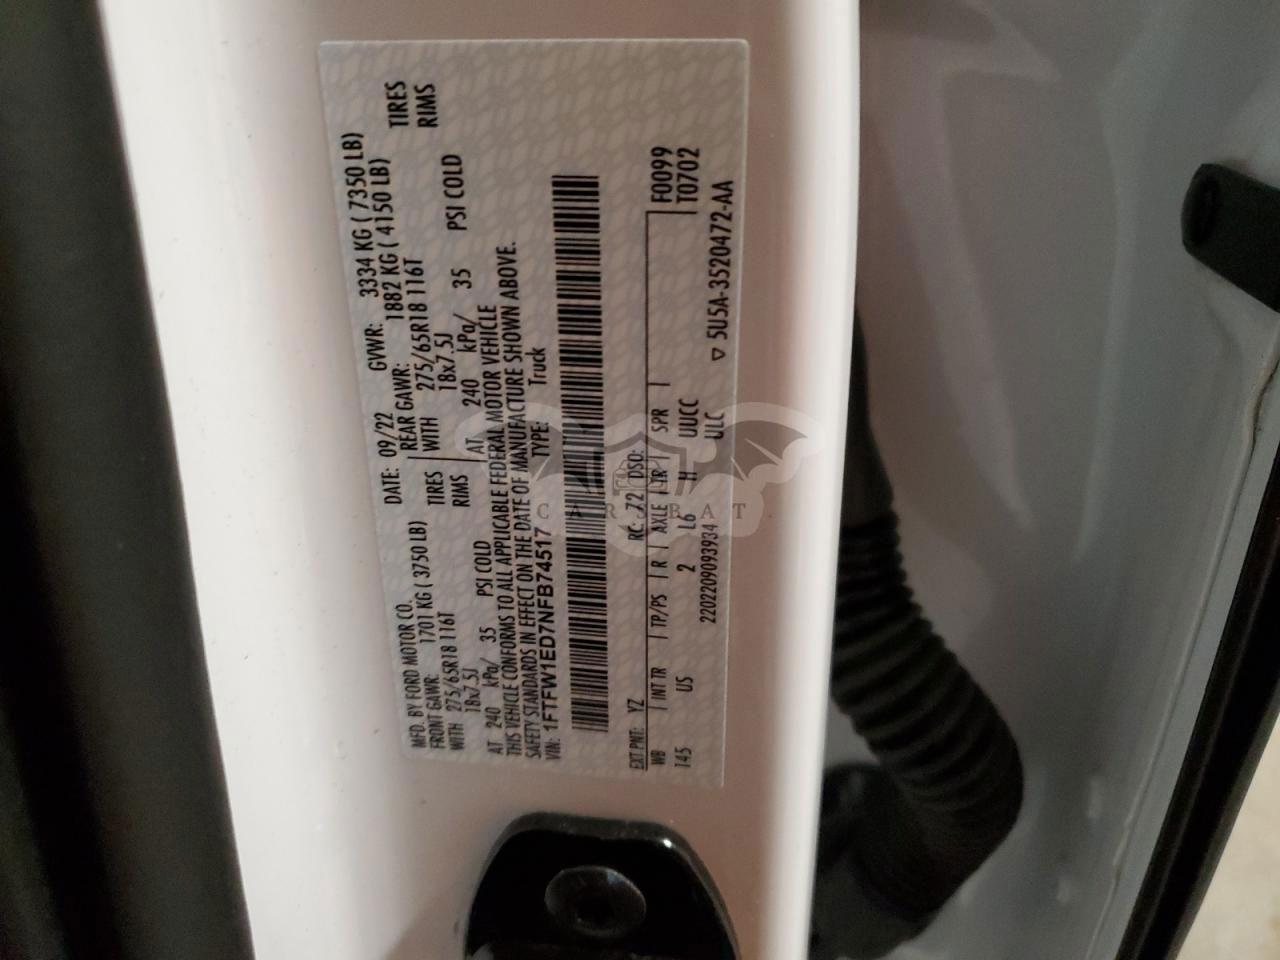 MFD. BY FORD MOTOR CO.
DATE: 09/22 GVWR: 3334 KG ( 7350 LB)
FRONT GAWR: 1701 KG ( 3750 LB) REAR GAWR: 1882 KG ( 4150 LB)
WITH 275/65R18 116T TIRES WITH 275/65R18 116T TIRES
18x7.5J RIMS 18x7.5J RIMS
AT 240 kPa/ 35 PSI COLD AT 240 kPa/ 35 PSI COLD
THIS VEHICLE CONFORMS TO ALL APPLICABLE FEDERAL MOTOR VEHICLE
SAFETY STANDARDS IN EFFECT ON THE DATE OF MANUFACTURE SHOWN ABOVE.
VIN: 1FTFW1ED7NFB74517 TYPE: Truck
EXT PNT: YZ RC: 72 DSO: F0099
WB INT TR TP/PS R AXLE TR SPR T0702
145 US 2 L6 H UUCC
2202209093934 ULC ▽ 5U5A-3520472-AA
CARSBAT